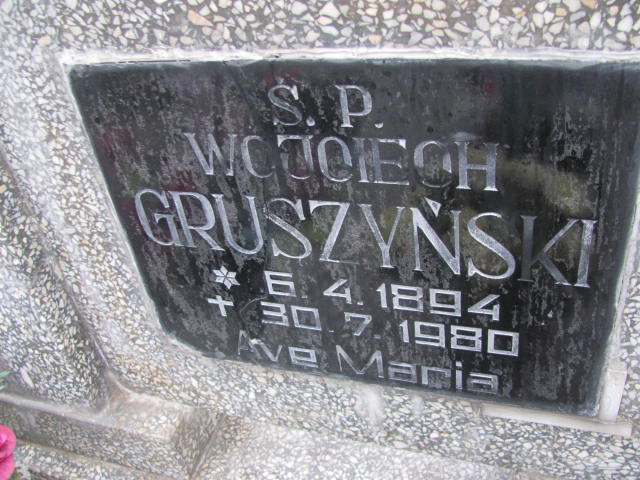 Ś. P.
WOJCIECH
GRUSZYŃSKI
* 6. 4. 1894
+ 30. 7. 1980
Ave Maria